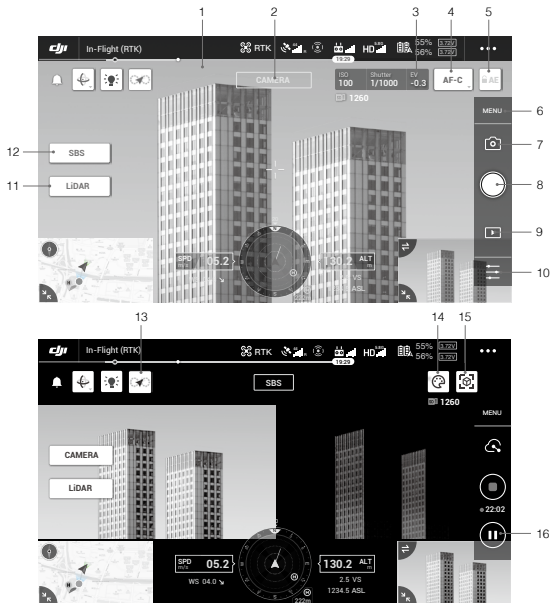 1
2
3
4
5
dji In-Flight (RTK) RTK HD 55% 3.72V
56% 3.72V
19:29
CAMERA
ISO 100 Shutter 1/1000 EV -0.3
AF-C
AE
1260
MENU
6
7
8
9
10
12
SBS
11
LiDAR
SPD m/s 05.2
130.2 ALT m
VS
ASL
13
14
15
dji In-Flight (RTK) RTK HD 55% 3.72V
56% 3.72V
19:29
SBS
1260
MENU
CAMERA
LiDAR
22:02
16
SPD m/s 05.2
WS 04.0
130.2 ALT m
2.5 VS
1234.5 ASL
222m